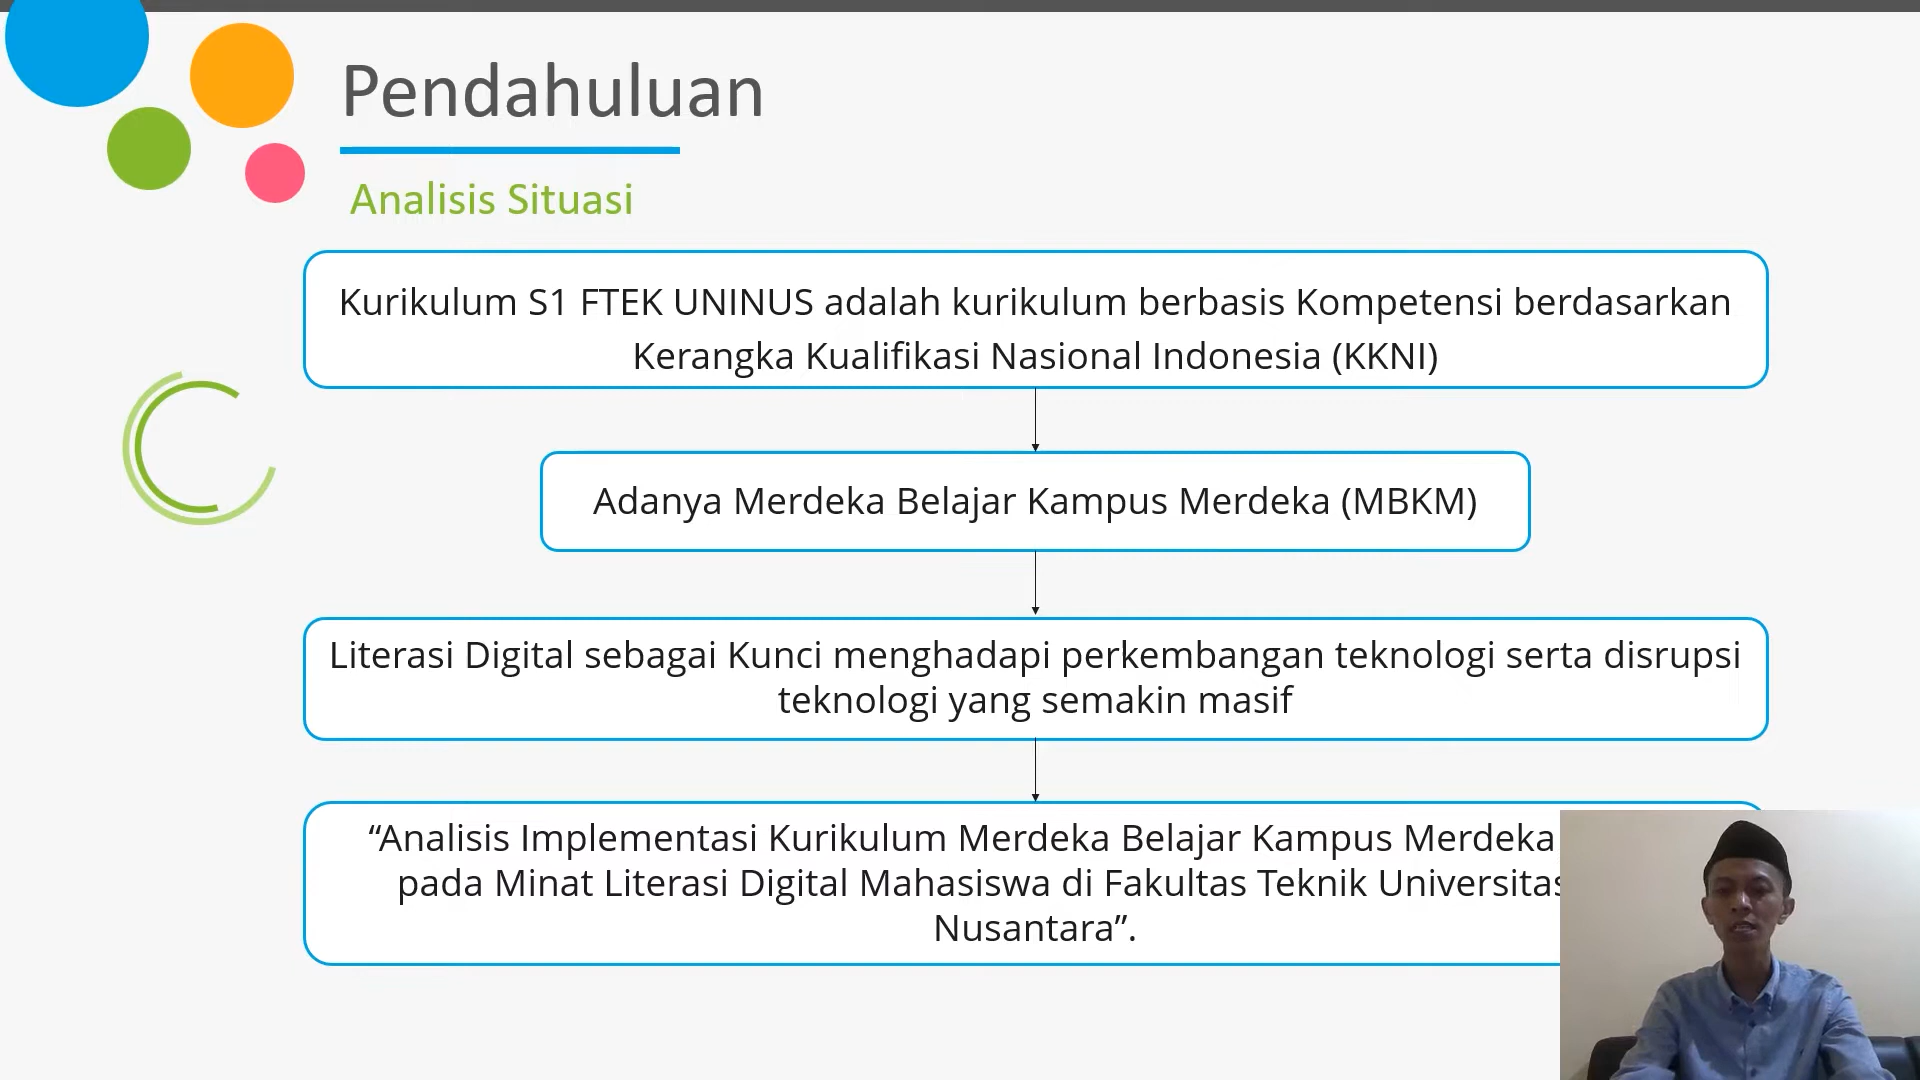 Pendahuluan
Analisis Situasi
Kurikulum S1 FTEK UNINUS adalah kurikulum berbasis Kompetensi berdasarkan
Kerangka Kualifikasi Nasional Indonesia (KKNI)
Adanya Merdeka Belajar Kampus Merdeka (MBKM)
Literasi Digital sebagai Kunci menghadapi perkembangan teknologi serta disrupsi
teknologi yang semakin masif
“Analisis Implementasi Kurikulum Merdeka Belajar Kampus Merdeka
pada Minat Literasi Digital Mahasiswa di Fakultas Teknik Universitas
Nusantara”.